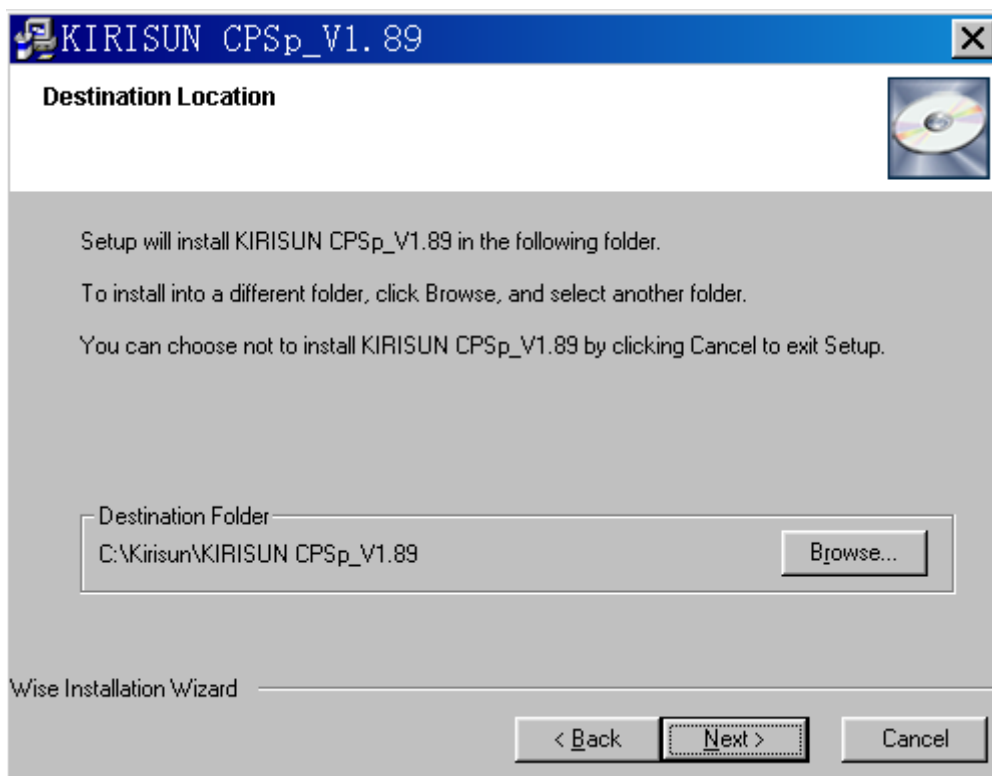 KIRISUN CPSp_V1.89
Destination Location
Setup will install KIRISUN CPSp_V1.89 in the following folder.
To install into a different folder, click Browse, and select another folder.
You can choose not to install KIRISUN CPSp_V1.89 by clicking Cancel to exit Setup.
Destination Folder
C:\Kirisun\KIRISUN CPSp_V1.89
Browse...
Wise Installation Wizard
< Back
Next >
Cancel